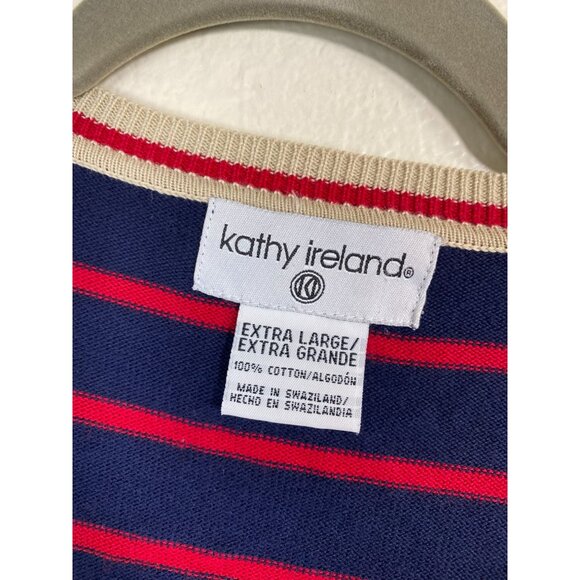 kathy ireland®
EXTRA LARGE/
EXTRA GRANDE
100% COTTON/ALGODÓN
MADE IN SWAZILAND/
HECHO EN SWAZILANDIA